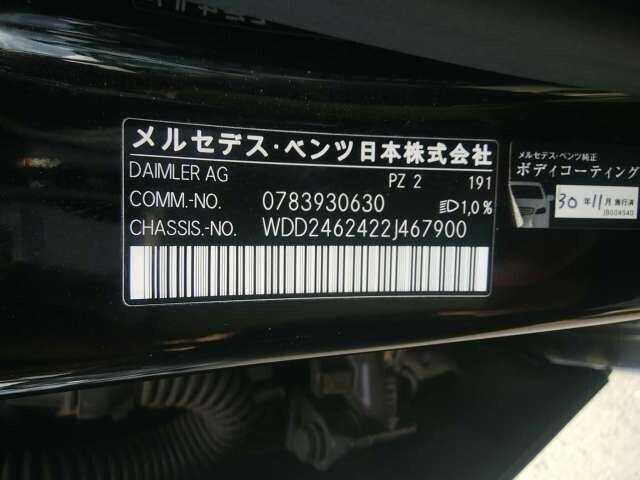 メルセデス・ベンツ日本株式会社
DAIMLER AG PZ 2 191
COMM.-NO. 0783930630 1,0%
CHASSIS.-NO. WDD2462422J467900
メルセデス・ベンツ純正
ボディコーティング
30年11月施行済